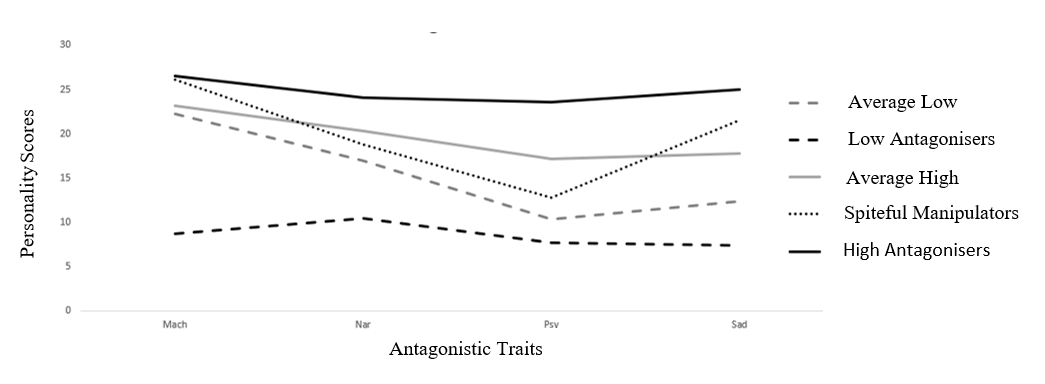 30
25
20
15
10
5
0
Personality Scores
Mach Nar Psv Sad
Antagonistic Traits
Average Low
Low Antagonisers
Average High
Spiteful Manipulators
High Antagonisers